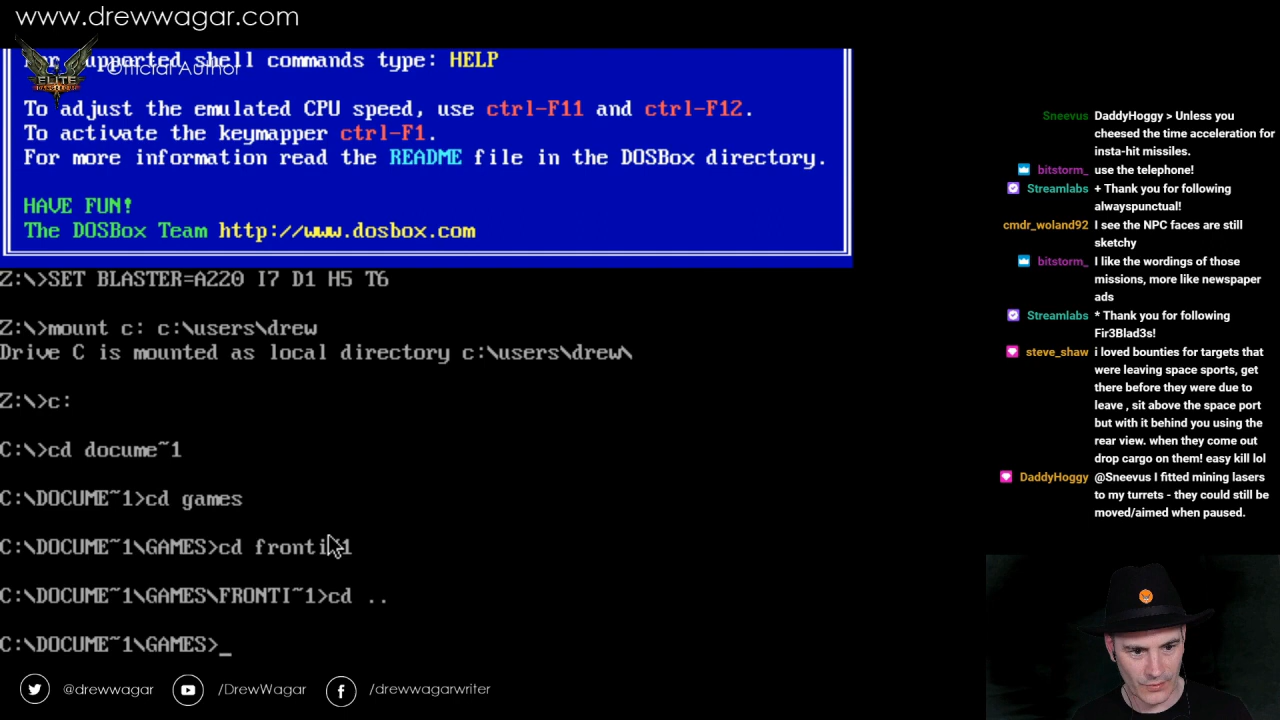 www.drewwagar.com
For supported shell commands type: HELP
Official Author
ELITE
DANGEROUS
To adjust the emulated CPU speed, use ctrl-F11 and ctrl-F12.
To activate the keymapper ctrl-F1.
For more information read the README file in the DOSBox directory.
HAVE FUN!
The DOSBox Team http://www.dosbox.com
Z:\>SET BLASTER=A220 I7 D1 H5 T6
Z:\>mount c: c:\users\drew
Drive C is mounted as local directory c:\users\drew\
Z:\>c:
C:\>cd docume~1
C:\DOCUME~1>cd games
C:\DOCUME~1\GAMES>cd fronti~1
C:\DOCUME~1\GAMES\FRONTI~1>cd ..
C:\DOCUME~1\GAMES>_
@drewwagar
/DrewWagar
/drewwagarwriter
Sneevus DaddyHoggy > Unless you
cheesed the time acceleration for
insta-hit missiles.
bitstorm_ use the telephone!
Streamlabs + Thank you for following
alwayspunctual!
cmdr_woland92 I see the NPC faces are still
sketchy
bitstorm_ I like the wordings of those
missions, more like newspaper
ads
Streamlabs * Thank you for following
Fir3Blad3s!
steve_shaw i loved bounties for targets that
were leaving space sports, get
there before they were due to
leave , sit above the space port
but with it behind you using the
rear view. when they come out
drop cargo on them! easy kill lol
DaddyHoggy @Sneevus I fitted mining lasers
to my turrets - they could still be
moved/aimed when paused.